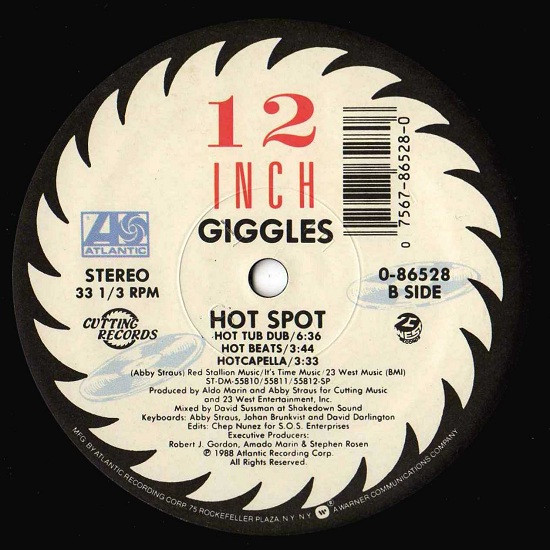 12
INCH
GIGGLES
0 75678-6528-0
ATLANTIC
STEREO
33 1/3 RPM
0-86528
B SIDE
CUTTING
RECORDS
23
WEST
HOT SPOT
HOT TUB DUB/6:36
HOT BEATS/3:44
HOTCAPELLA/3:33
(Abby Straus) Red Stallion Music/It's Time Music/23 West Music (BMI)
ST-DM-55810/55811/55812-SP
Produced by Aldo Marin and Abby Straus for Cutting Music
and 23 West Entertainment, Inc.
Mixed by David Sussman at Shakedown Sound
Keyboards: Abby Straus, Johan Brunkvist and David Darlington
Edits: Chep Nunez for S.O.S. Enterprises
Executive Producers:
Robert J. Gordon, Amado Marin & Stephen Rosen
℗ 1988 Atlantic Recording Corp.
All Rights Reserved.
MFG. BY ATLANTIC RECORDING CORP. 75 ROCKEFELLER PLAZA, N.Y. N.Y. A WARNER COMMUNICATIONS COMPANY